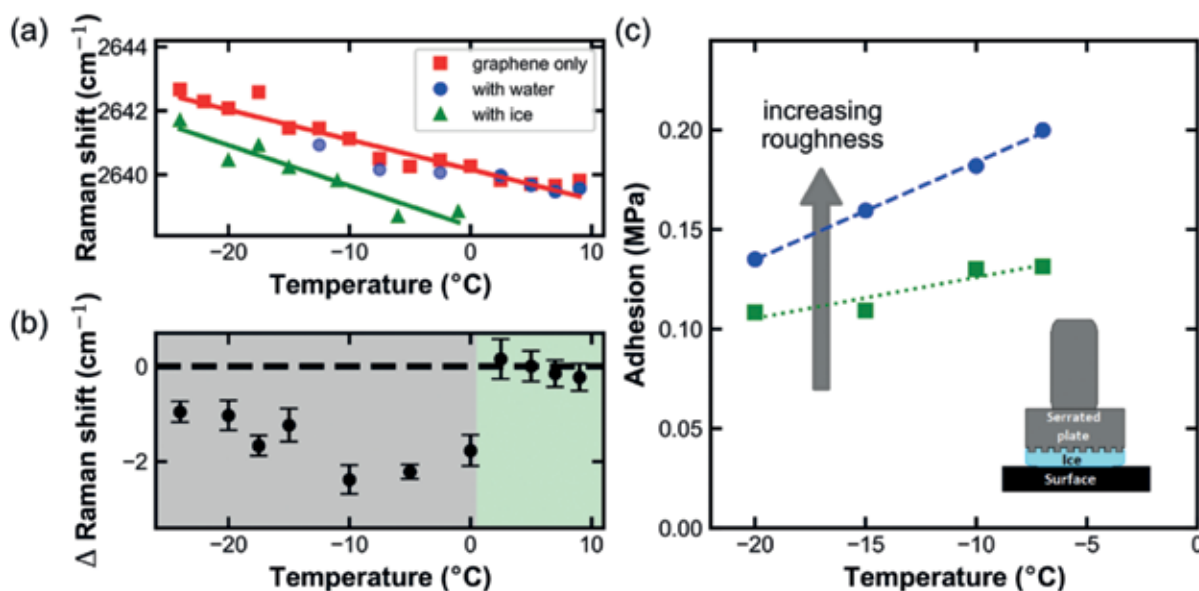 (a)
Raman shift (cm⁻¹)
2644
2642
2640
graphene only
with water
with ice
−20
−10
0
10
Temperature (°C)
(b)
Δ Raman shift (cm⁻¹)
0
−2
−20
−10
0
10
Temperature (°C)
(c)
Adhesion (MPa)
0.20
0.15
0.10
0.05
0.00
increasing
roughness
Serrated
plate
Ice
Surface
−20
−15
−10
−5
0
Temperature (°C)